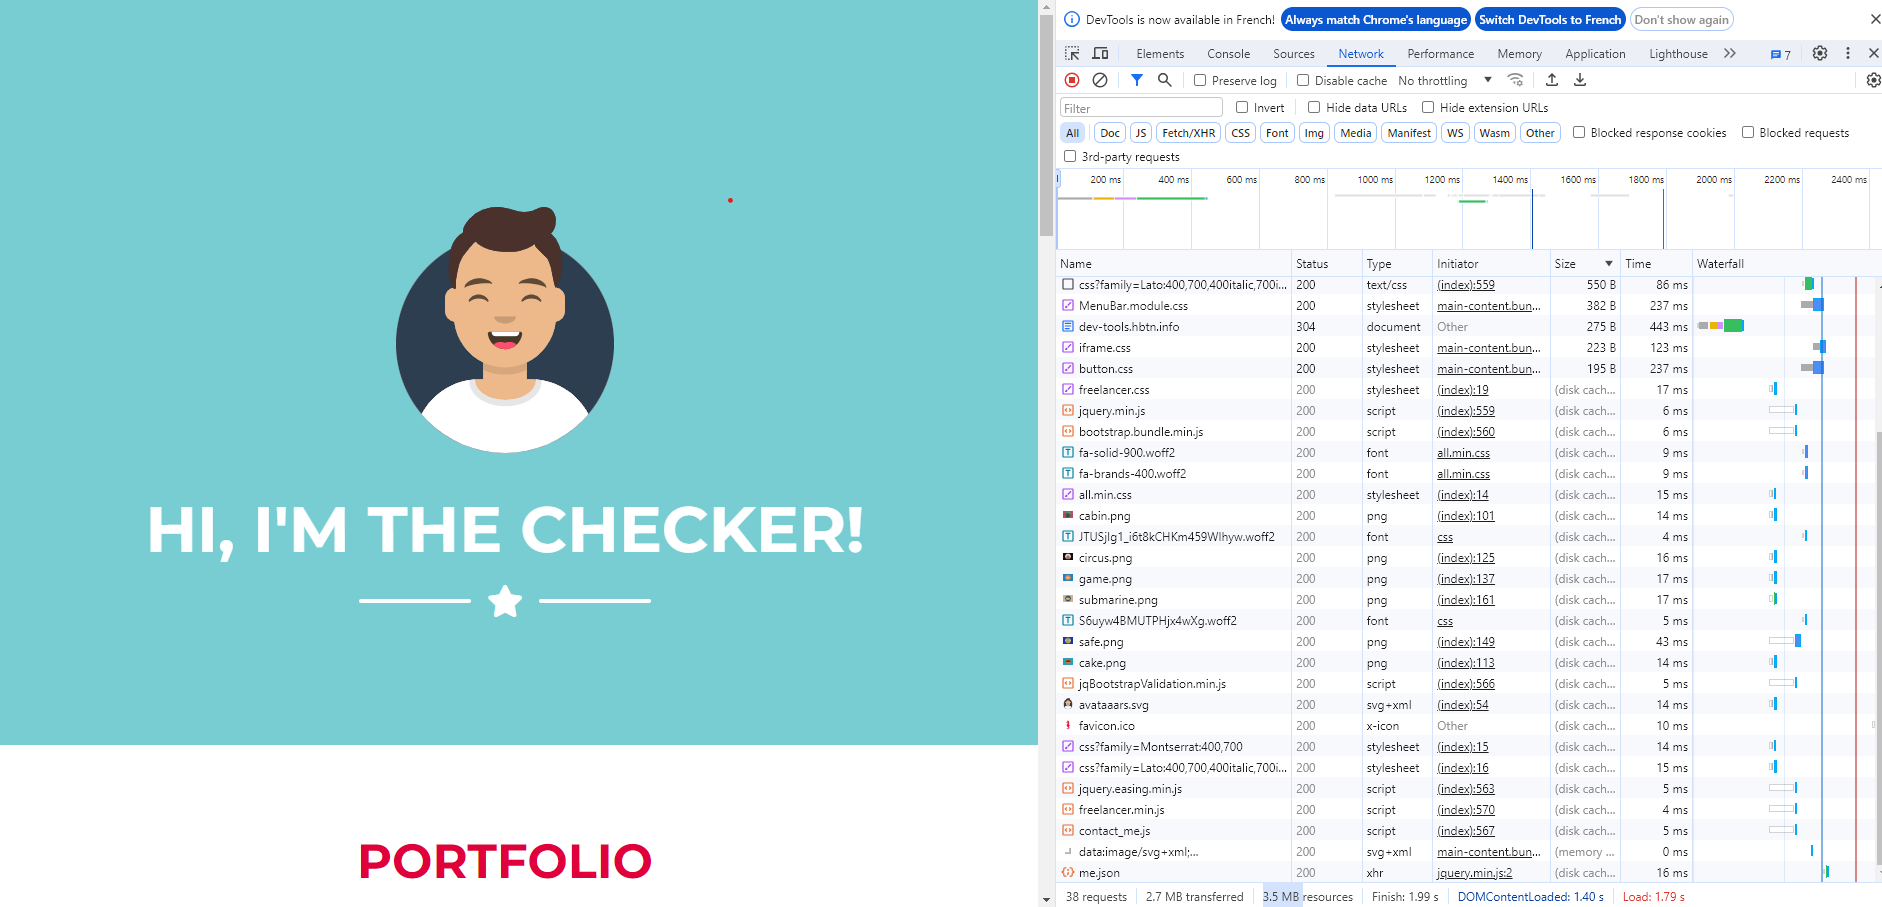 HI, I'M THE CHECKER!
PORTFOLIO
DevTools is now available in French! Always match Chrome's language Switch DevTools to French Don't show again
Elements Console Sources Network Performance Memory Application Lighthouse 7
Preserve log Disable cache No throttling
Filter Invert Hide data URLs Hide extension URLs
All Doc JS Fetch/XHR CSS Font Img Media Manifest WS Wasm Other Blocked response cookies Blocked requests
3rd-party requests
200 ms 400 ms 600 ms 800 ms 1000 ms 1200 ms 1400 ms 1600 ms 1800 ms 2000 ms 2200 ms 2400 ms
Name Status Type Initiator Size Time Waterfall
css?family=Lato:400,700,400italic,700i... 200 text/css (index):559 550 B 86 ms
MenuBar.module.css 200 stylesheet main-content.bun... 382 B 237 ms
dev-tools.hbtn.info 304 document Other 275 B 443 ms
iframe.css 200 stylesheet main-content.bun... 223 B 123 ms
button.css 200 stylesheet main-content.bun... 195 B 237 ms
freelancer.css 200 stylesheet (index):19 (disk cach... 17 ms
jquery.min.js 200 script (index):559 (disk cach... 6 ms
bootstrap.bundle.min.js 200 script (index):560 (disk cach... 6 ms
fa-solid-900.woff2 200 font all.min.css (disk cach... 9 ms
fa-brands-400.woff2 200 font all.min.css (disk cach... 9 ms
all.min.css 200 stylesheet (index):14 (disk cach... 15 ms
cabin.png 200 png (index):101 (disk cach... 14 ms
JTUSjIg1_i6t8kCHKm459Wlhyw.woff2 200 font css (disk cach... 4 ms
circus.png 200 png (index):125 (disk cach... 16 ms
game.png 200 png (index):137 (disk cach... 17 ms
submarine.png 200 png (index):161 (disk cach... 17 ms
S6uyw4BMUTPHjx4wXg.woff2 200 font css (disk cach... 5 ms
safe.png 200 png (index):149 (disk cach... 43 ms
cake.png 200 png (index):113 (disk cach... 14 ms
jqBootstrapValidation.min.js 200 script (index):566 (disk cach... 5 ms
avataaars.svg 200 svg+xml (index):54 (disk cach... 14 ms
favicon.ico 200 x-icon Other (disk cach... 10 ms
css?family=Montserrat:400,700 200 stylesheet (index):15 (disk cach... 14 ms
css?family=Lato:400,700,400italic,700i... 200 stylesheet (index):16 (disk cach... 15 ms
jquery.easing.min.js 200 script (index):563 (disk cach... 5 ms
freelancer.min.js 200 script (index):570 (disk cach... 4 ms
contact_me.js 200 script (index):567 (disk cach... 5 ms
data:image/svg+xml;... 200 svg+xml main-content.bun... (memory ... 0 ms
me.json 200 xhr jquery.min.js:2 (disk cach... 16 ms
38 requests 2.7 MB transferred 3.5 MB resources Finish: 1.99 s DOMContentLoaded: 1.40 s Load: 1.79 s